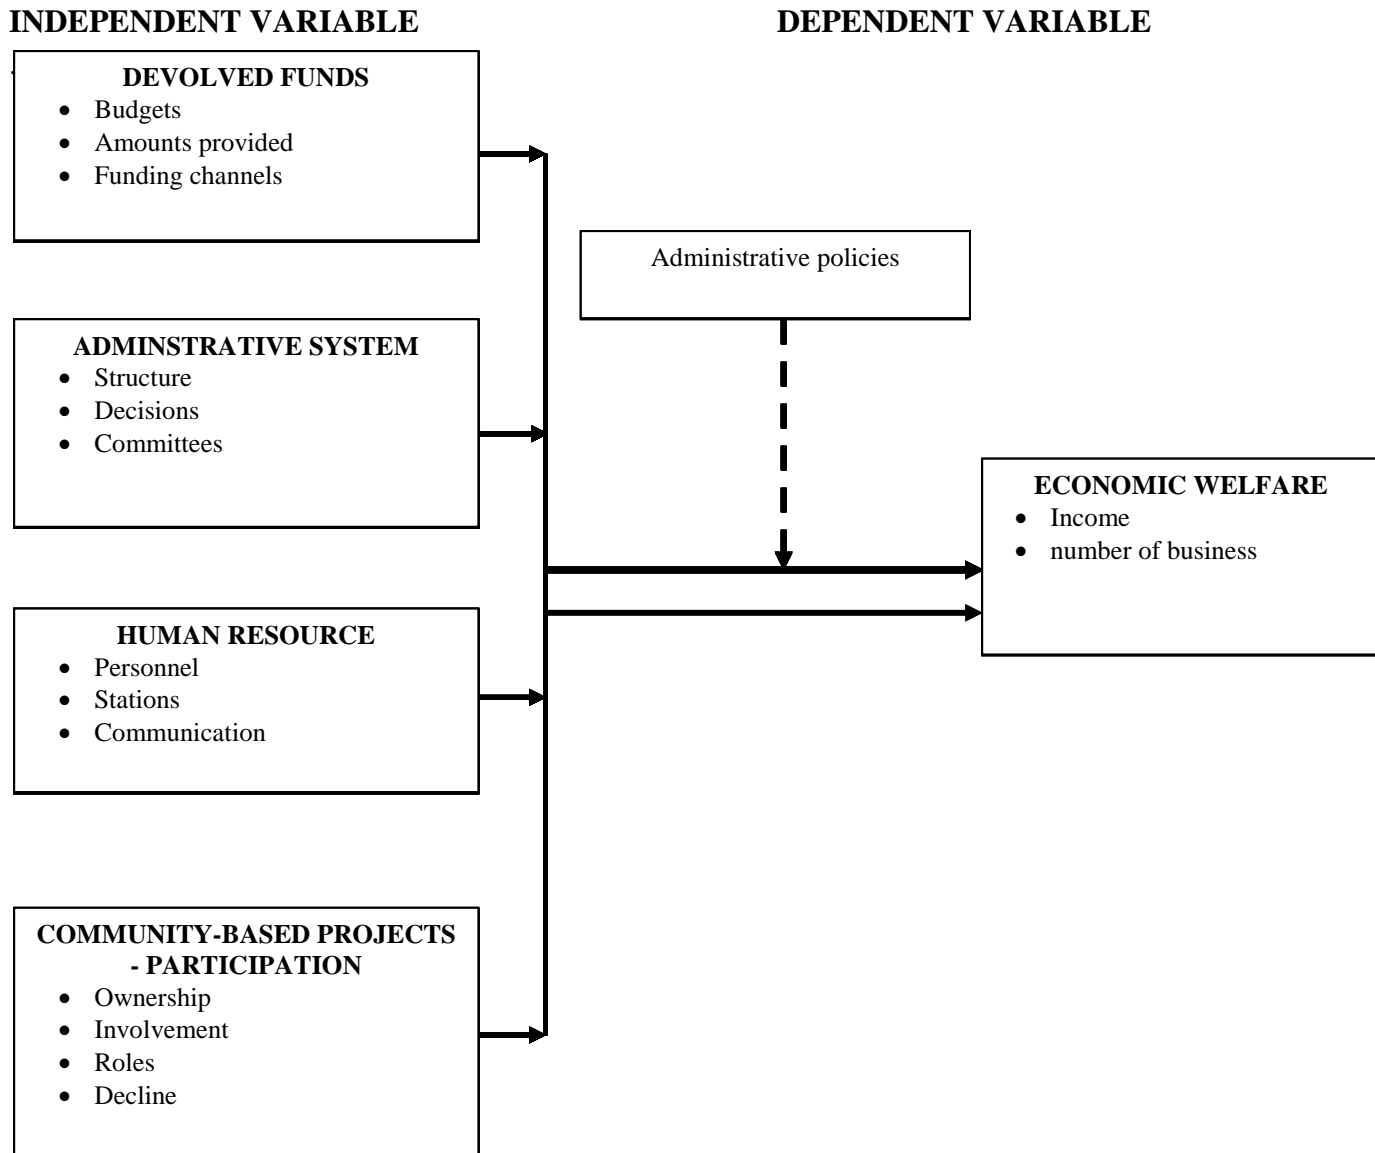 INDEPENDENT VARIABLE
DEPENDENT VARIABLE
DEVOLVED FUNDS
• Budgets
• Amounts provided
• Funding channels
Administrative policies
ADMINSTRATIVE SYSTEM
• Structure
• Decisions
• Committees
ECONOMIC WELFARE
• Income
• number of business
HUMAN RESOURCE
• Personnel
• Stations
• Communication
COMMUNITY-BASED PROJECTS
- PARTICIPATION
• Ownership
• Involvement
• Roles
• Decline